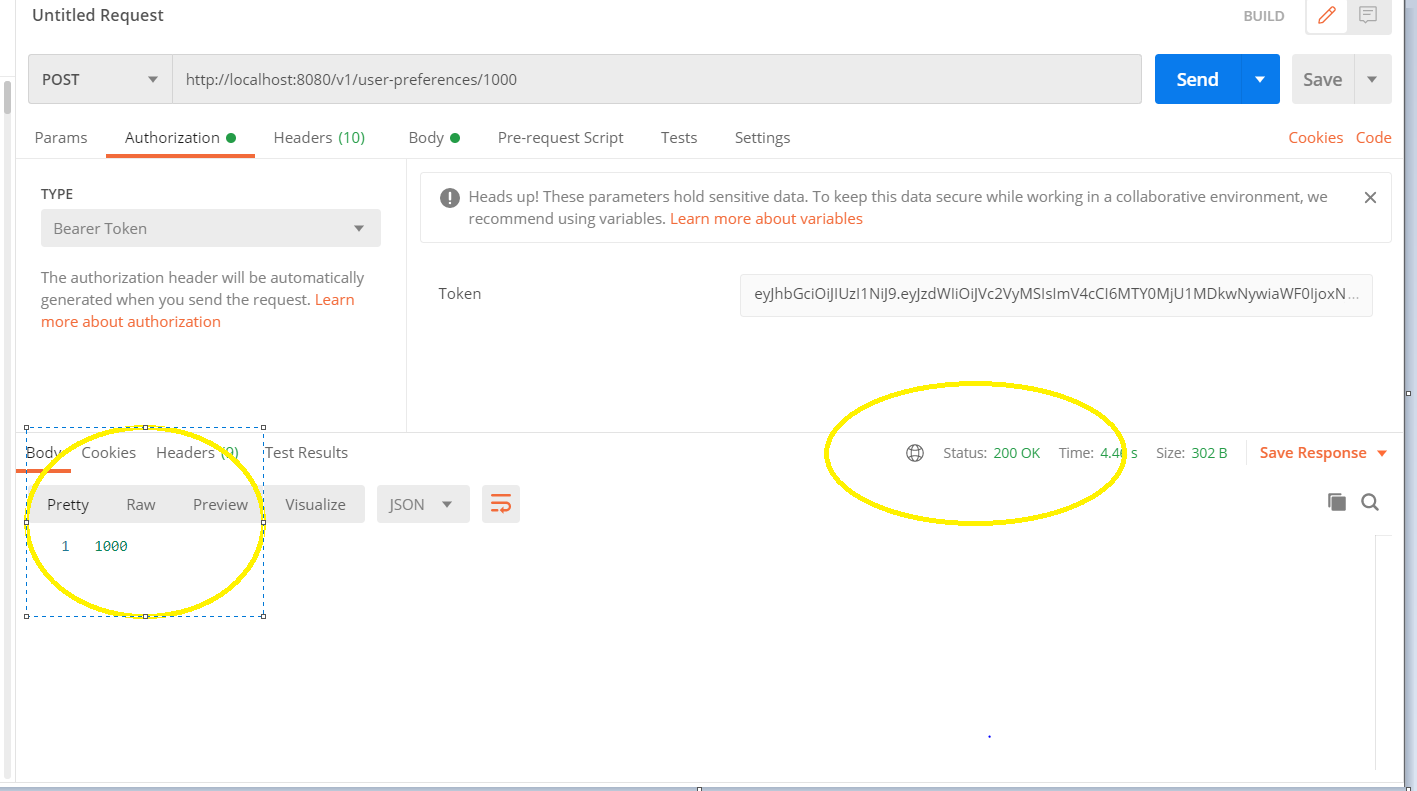 Untitled Request
BUILD
POST
http://localhost:8080/v1/user-preferences/1000
Send
Save
Params
Authorization
Headers (10)
Body
Pre-request Script
Tests
Settings
Cookies
Code
TYPE
Bearer Token
The authorization header will be automatically
generated when you send the request. Learn
more about authorization
Heads up! These parameters hold sensitive data. To keep this data secure while working in a collaborative environment, we
recommend using variables. Learn more about variables
Token
Body
Cookies
Headers (9)
Test Results
Status: 200 OK
Time: 4.46 s
Size: 302 B
Save Response
Pretty
Raw
Preview
Visualize
JSON
1 1000